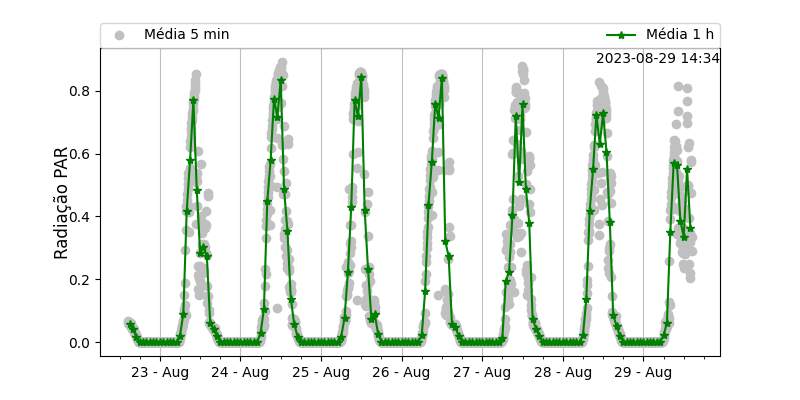 Média 5 min
Média 1 h
2023-08-29 14:34
Radiação PAR
0.8
0.6
0.4
0.2
0.0
23 - Aug
24 - Aug
25 - Aug
26 - Aug
27 - Aug
28 - Aug
29 - Aug